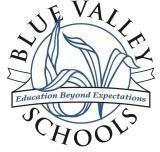 BLUE VALLEY
Education Beyond Expectations
SCHOOLS